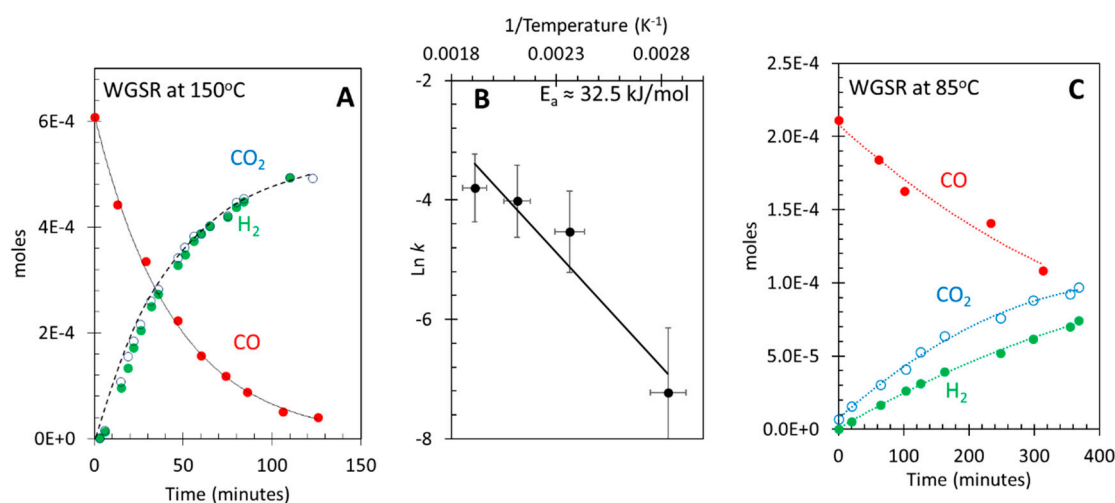 WGSR at 150°C
A
CO₂
H₂
CO
6E-4
4E-4
2E-4
0E+0
moles
0
50
100
150
Time (minutes)
1/Temperature (K⁻¹)
0.0018
0.0023
0.0028
B
Eₐ ≈ 32.5 kJ/mol
-2
-4
-6
-8
Ln k
WGSR at 85°C
C
CO
CO₂
H₂
2.5E-4
2.0E-4
1.5E-4
1.0E-4
5.0E-5
0.0E+0
moles
0
100
200
300
400
Time (minutes)